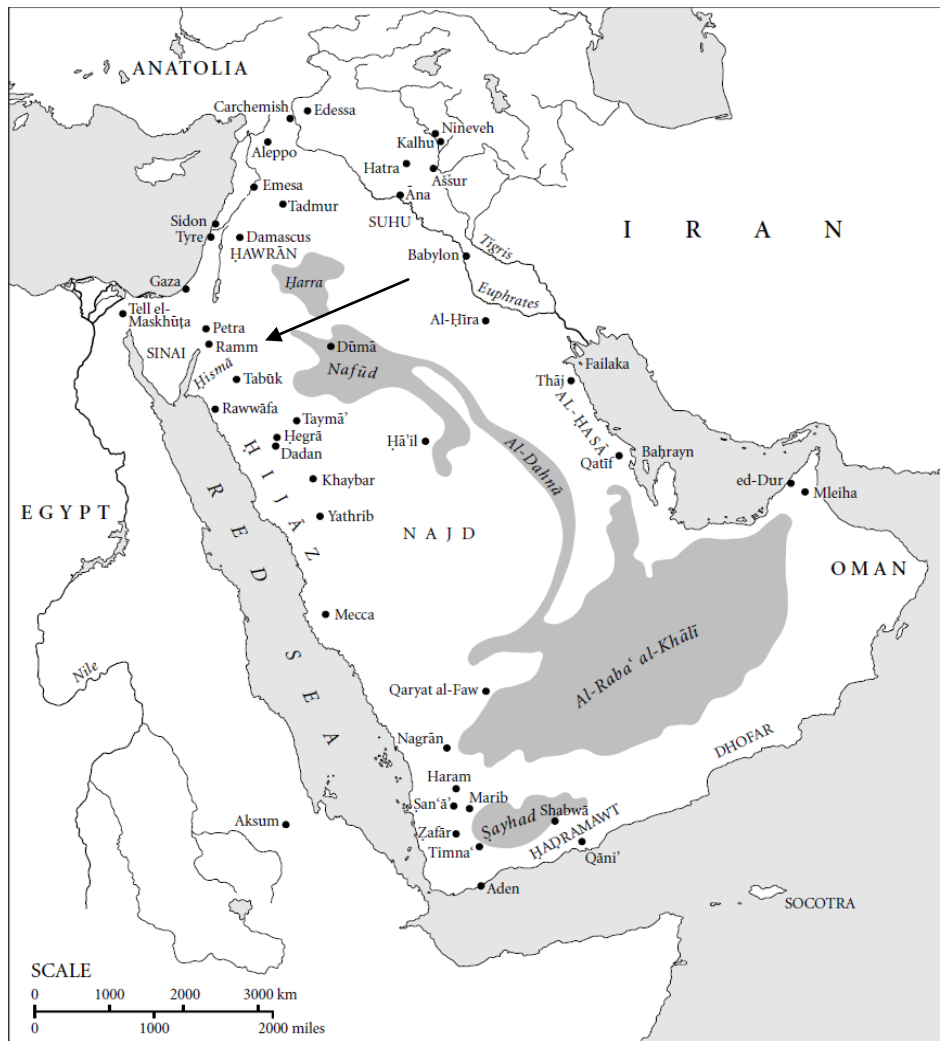 ANATOLIA
Carchemish
Edessa
Nineveh
Kalhu
Aleppo
Hatra
Aššur
Emesa
Āna
Tadmur
SUHU
I R A N
Sidon
Tyre
Damascus
ḤAWRĀN
Tigris
Babylon
Gaza
Ḥarra
Euphrates
Tell el-
Maskhūṭa
Al-Ḥīra
Petra
Ramm
SINAI
Dūmā
Failaka
Ḥismā
Nafūd
Thāj
Tabūk
AL-ḤASĀ
Rawwāfa
Taymā’
Ḥegrā
Dadan
Ḥā’il
Al-Dahnā
Qatīf
Baḥrayn
ḤIJĀZ
Khaybar
ed-Dur
Mleiha
EGYPT
RED SEA
Yathrib
NAJD
OMAN
Mecca
Al-Raba‘ al-Khālī
Nile
Qaryat al-Faw
Nagrān
DHOFAR
Haram
Ṣan‘ā’
Marib
Shabwā
Aksum
Ẓafār
Ṣayhad
Timna‘
ḤAḌRAMAWT
Qāni’
Aden
SOCOTRA
SCALE
0 1000 2000 3000 km
0 1000 2000 miles